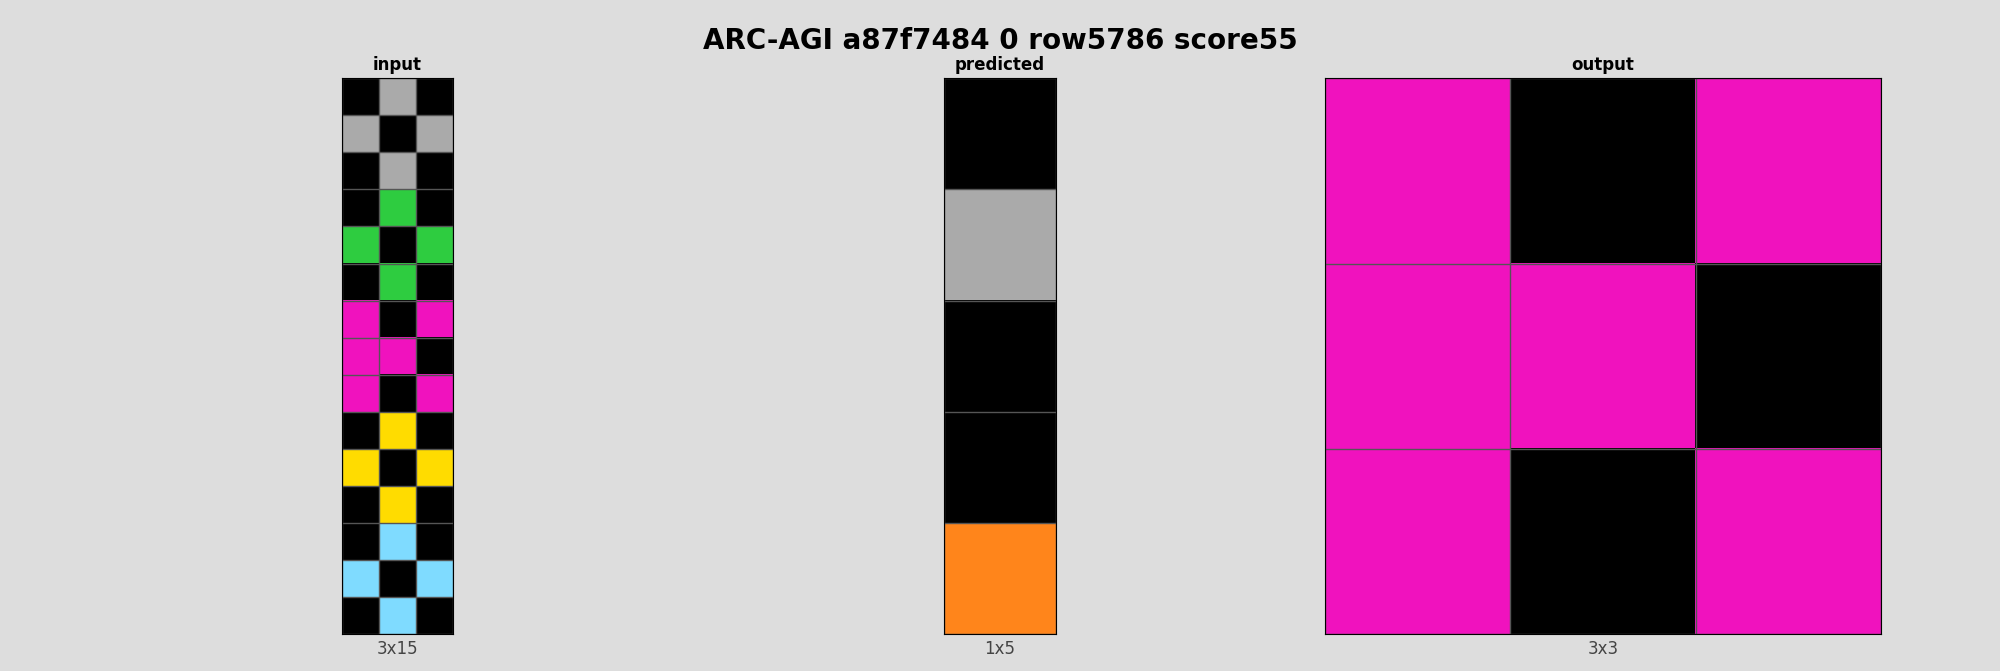 ARC-AGI a87f7484 0 row5786 score55
input
predicted
output
3x15
1x5
3x3